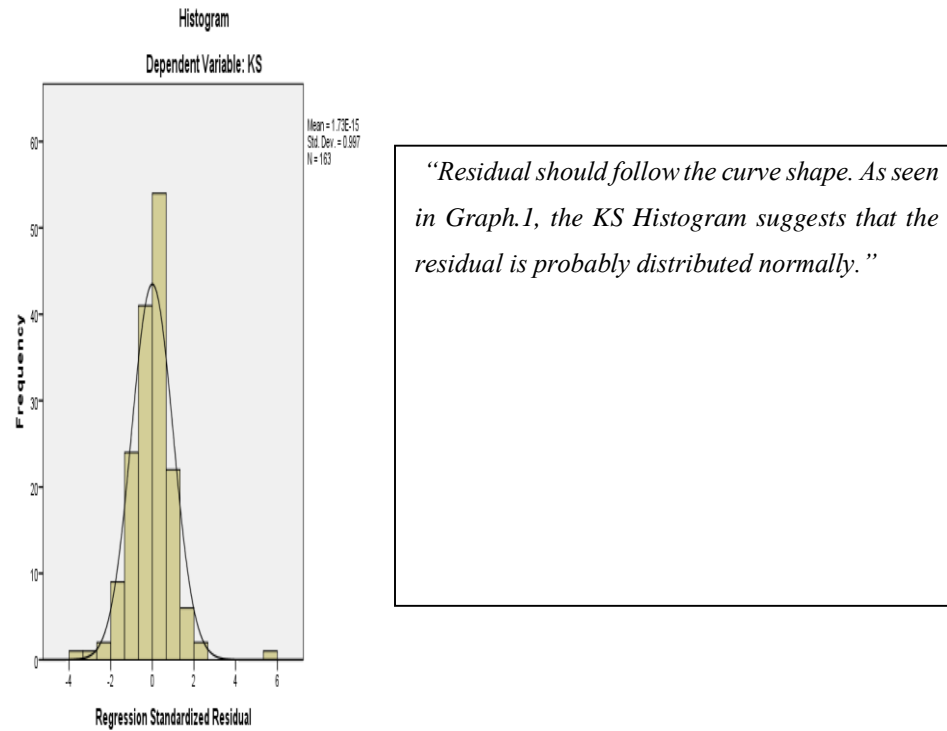 Histogram
Dependent Variable: KS
Mean = 1.73E-15
Std. Dev. = 0.997
N = 163
Frequency
60
50
40
30
20
10
0
-4 -2 0 2 4 6
Regression Standardized Residual
“Residual should follow the curve shape. As seen
in Graph.1, the KS Histogram suggests that the
residual is probably distributed normally.”